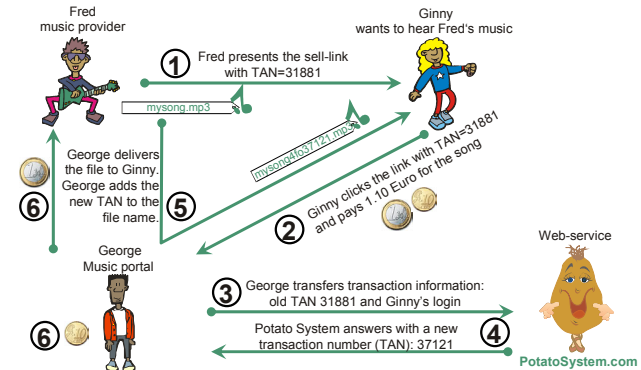 Fred
music provider
Ginny
wants to hear Fred's music
1
Fred presents the sell-link
with TAN=31881
mysong.mp3
mysong4fo37121.mp3
George delivers
the file to Ginny.
George adds the
new TAN to the
file name.
5
6
2
Ginny clicks the link with TAN=31881
and pays 1.10 Euro for the song
George
Music portal
Web-service
3
George transfers transaction information:
old TAN 31881 and Ginny's login
6
Potato System answers with a new
transaction number (TAN): 37121
4
PotatoSystem.com